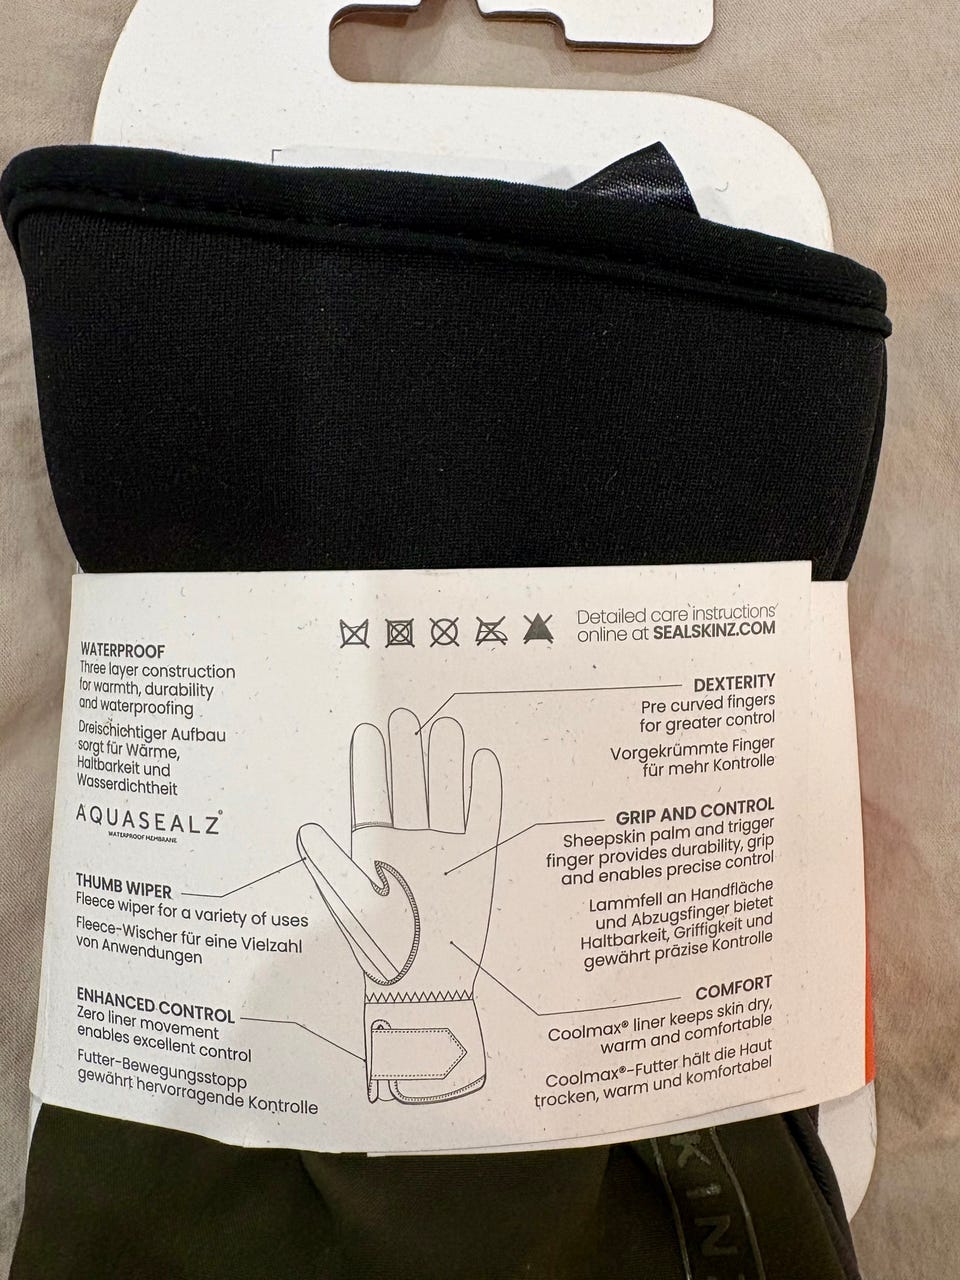 Detailed care instructions
online at SEALSKINZ.COM
WATERPROOF
Three layer construction
for warmth, durability
and waterproofing
Dreischichtiger Aufbau
sorgt für Wärme,
Haltbarkeit und
Wasserdichtheit
AQUASEALZ®
WATERPROOF MEMBRANE
THUMB WIPER
Fleece wiper for a variety of uses
Fleece-Wischer für eine Vielzahl
von Anwendungen
ENHANCED CONTROL
Zero liner movement
enables excellent control
Futter-Bewegungsstopp
gewährt hervorragende Kontrolle
DEXTERITY
Pre curved fingers
for greater control
Vorgekrümmte Finger
für mehr Kontrolle
GRIP AND CONTROL
Sheepskin palm and trigger
finger provides durability, grip
and enables precise control
Lammfell an Handfläche
und Abzugsfinger bietet
Haltbarkeit, Griffigkeit und
gewährt präzise Kontrolle
COMFORT
Coolmax® liner keeps skin dry,
warm and comfortable
Coolmax®-Futter hält die Haut
trocken, warm und komfortabel
KIN